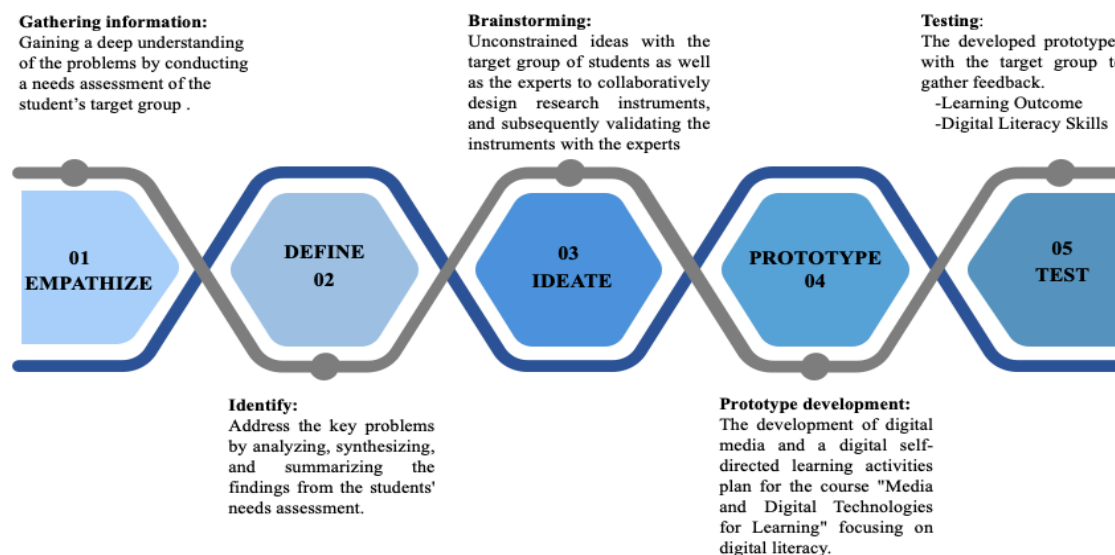 Gathering information:
Gaining a deep understanding
of the problems by conducting
a needs assessment of the
student's target group .
Brainstorming:
Unconstrained ideas with the
target group of students as well
as the experts to collaboratively
design research instruments,
and subsequently validating the
instruments with the experts
Testing:
The developed prototype
with the target group
gather feedback.
-Learning Outcome
-Digital Literacy Skills
01
EMPATHIZE
DEFINE
02
03
IDEATE
PROTOTYPE
04
05
TEST
Identify:
Address the key problems
by analyzing, synthesizing,
and summarizing the
findings from the students'
needs assessment.
Prototype development:
The development of digital
media and a digital self-
directed learning activities
plan for the course "Media
and Digital Technologies
for Learning" focusing on
digital literacy.